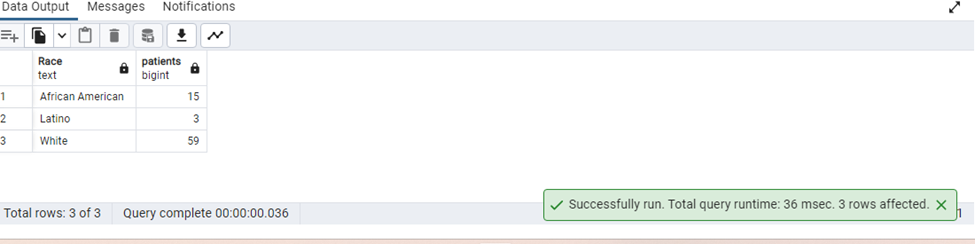 Data Output Messages Notifications
Race patients
text bigint
1 African American 15
2 Latino 3
3 White 59
Successfully run. Total query runtime: 36 msec. 3 rows affected.
Total rows: 3 of 3 Query complete 00:00:00.036 1